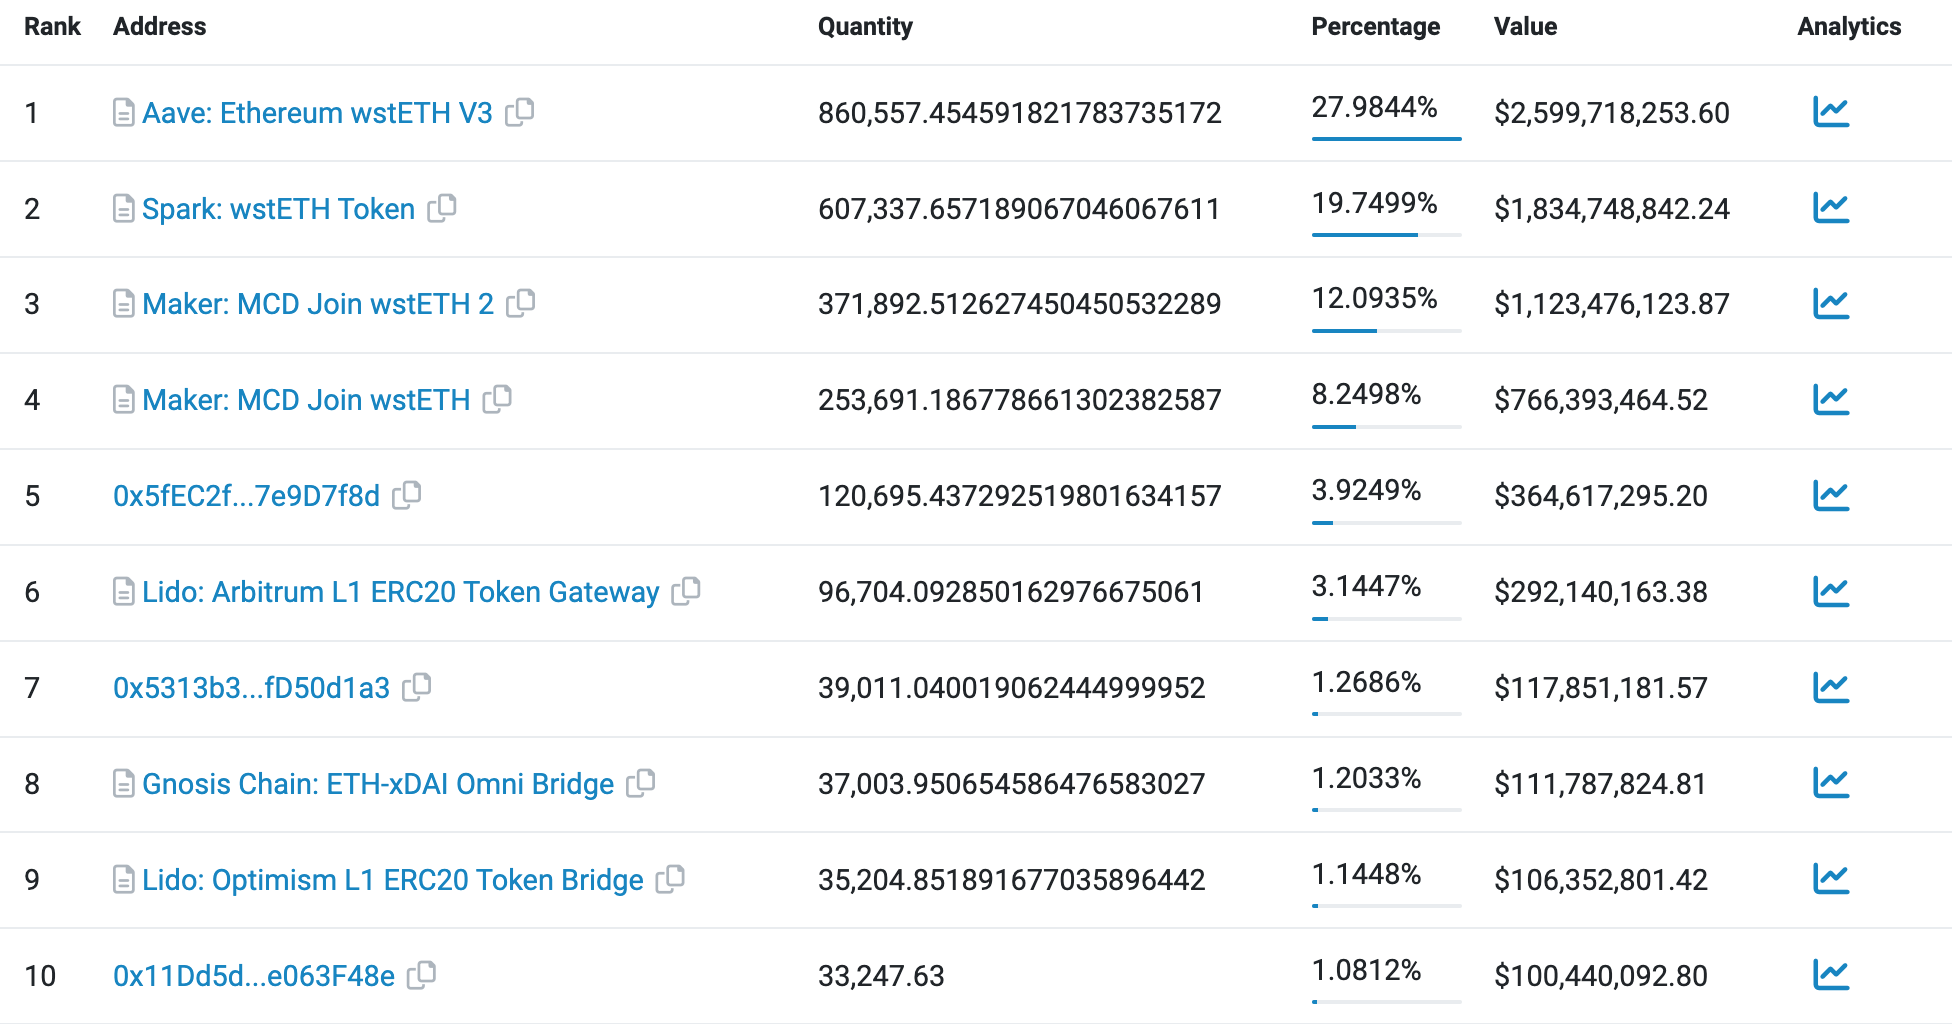 Rank Address Quantity Percentage Value Analytics
1 Aave: Ethereum wstETH V3 860,557.454591821783735172 27.9844% $2,599,718,253.60
2 Spark: wstETH Token 607,337.657189067046067611 19.7499% $1,834,748,842.24
3 Maker: MCD Join wstETH 2 371,892.512627450450532289 12.0935% $1,123,476,123.87
4 Maker: MCD Join wstETH 253,691.186778661302382587 8.2498% $766,393,464.52
5 0x5fEC2f...7e9D7f8d 120,695.437292519801634157 3.9249% $364,617,295.20
6 Lido: Arbitrum L1 ERC20 Token Gateway 96,704.092850162976675061 3.1447% $292,140,163.38
7 0x5313b3...fD50d1a3 39,011.040019062444999952 1.2686% $117,851,181.57
8 Gnosis Chain: ETH-xDAI Omni Bridge 37,003.950654586476583027 1.2033% $111,787,824.81
9 Lido: Optimism L1 ERC20 Token Bridge 35,204.851891677035896442 1.1448% $106,352,801.42
10 0x11Dd5d...e063F48e 33,247.63 1.0812% $100,440,092.80